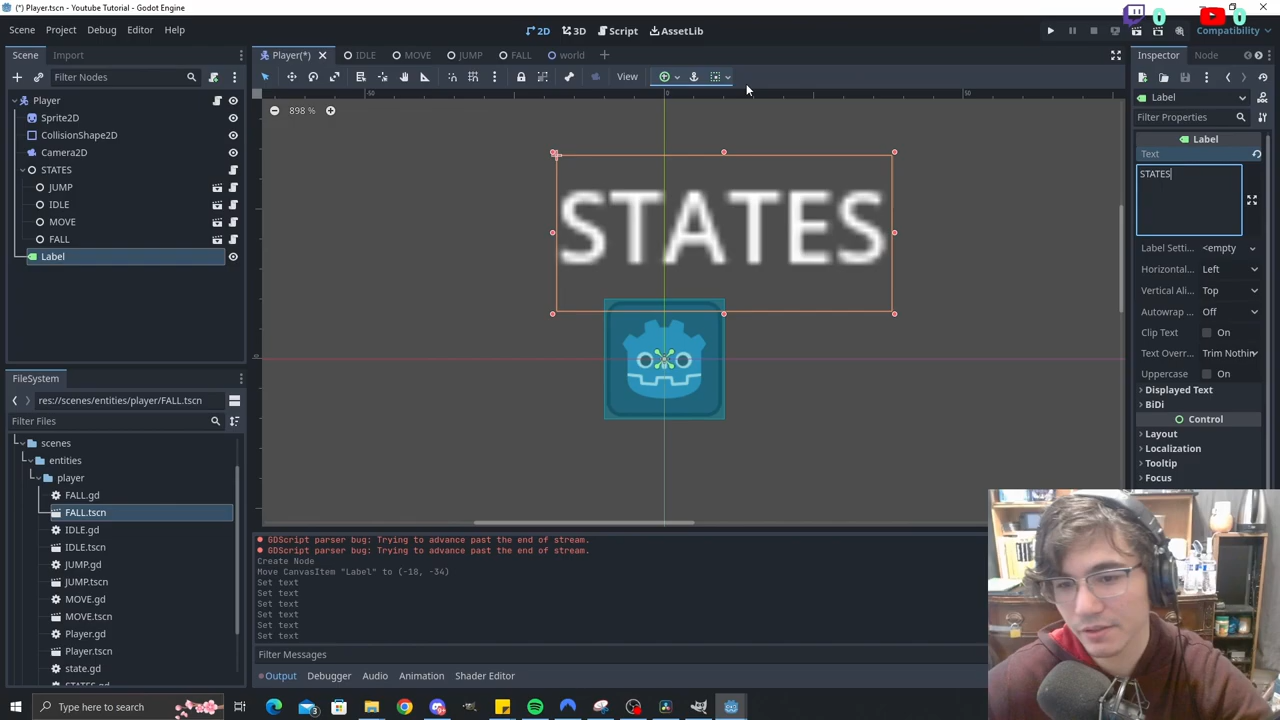 (*) Player.tscn - Youtube Tutorial - Godot Engine
0 0
Scene Project Debug Editor Help
2D 3D Script AssetLib
Compatibility
Scene Import
Player(*) IDLE MOVE JUMP FALL world
Inspector Node
Filter Nodes
View
Player
Sprite2D
CollisionShape2D
Camera2D
STATES
JUMP
IDLE
MOVE
FALL
Label
898 %
-50 0 50
0
STATES
Label
Filter Properties
Label
Text
STATES
Label Setti... <empty
Horizontal... Left
Vertical Ali... Top
Autowrap... Off
Clip Text On
Text Overr... Trim Nothin
Uppercase On
Displayed Text
BiDi
Control
Layout
Localization
Tooltip
Focus
FileSystem
res://scenes/entities/player/FALL.tscn
Filter Files
scenes
entities
player
FALL.gd
FALL.tscn
IDLE.gd
IDLE.tscn
JUMP.gd
JUMP.tscn
MOVE.gd
MOVE.tscn
Player.gd
Player.tscn
state.gd
STATES.gd
GDScript parser bug: Trying to advance past the end of stream.
GDScript parser bug: Trying to advance past the end of stream.
Create Node
Move CanvasItem "Label" to (-18, -34)
Set text
Set text
Set text
Set text
Set text
Set text
Filter Messages
Output Debugger Audio Animation Shader Editor
Type here to search